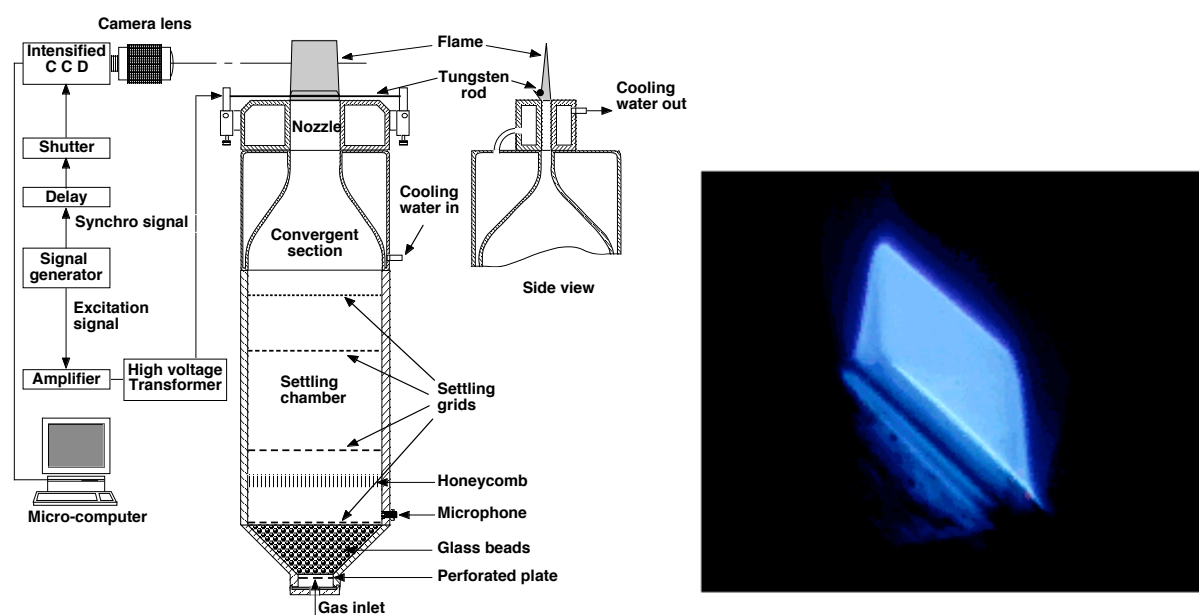 Camera lens
Intensified
C C D
Flame
Tungsten
rod
Cooling
water out
Nozzle
Shutter
Delay
Synchro signal
Cooling
water in
Signal
generator
Convergent
section
Side view
Excitation
signal
Amplifier
High voltage
Transformer
Settling
chamber
Settling
grids
Honeycomb
Micro-computer
Microphone
Glass beads
Perforated plate
Gas inlet